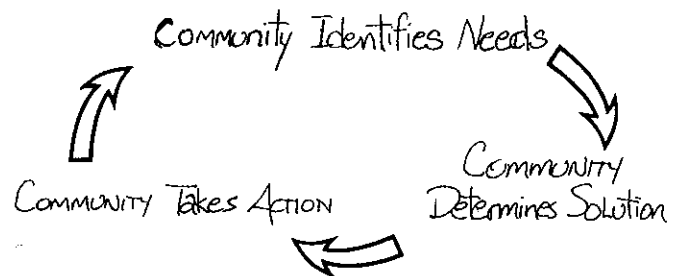 Community Identifies Needs
Community
Determines Solution
Community Takes Action